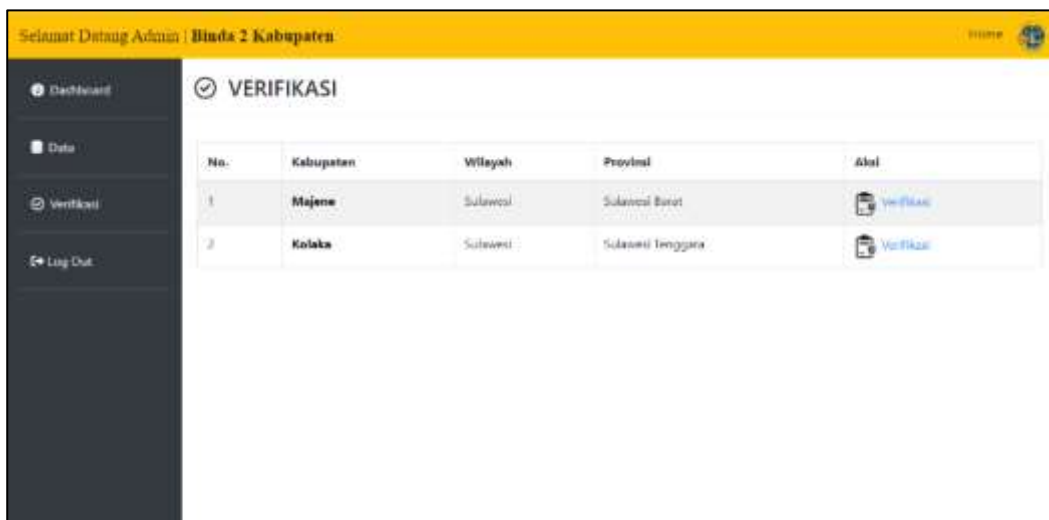 Selamat Datang Admin | Binda 2 Kabupaten
Home
Dashboard
Data
Verifikasi
Log Out
VERIFIKASI
No. Kabupaten Wilayah Provinsi Aksi
1 Majene Sulawesi Sulawesi Barat Verifikasi
2 Kolaka Sulawesi Sulawesi Tenggara Verifikasi